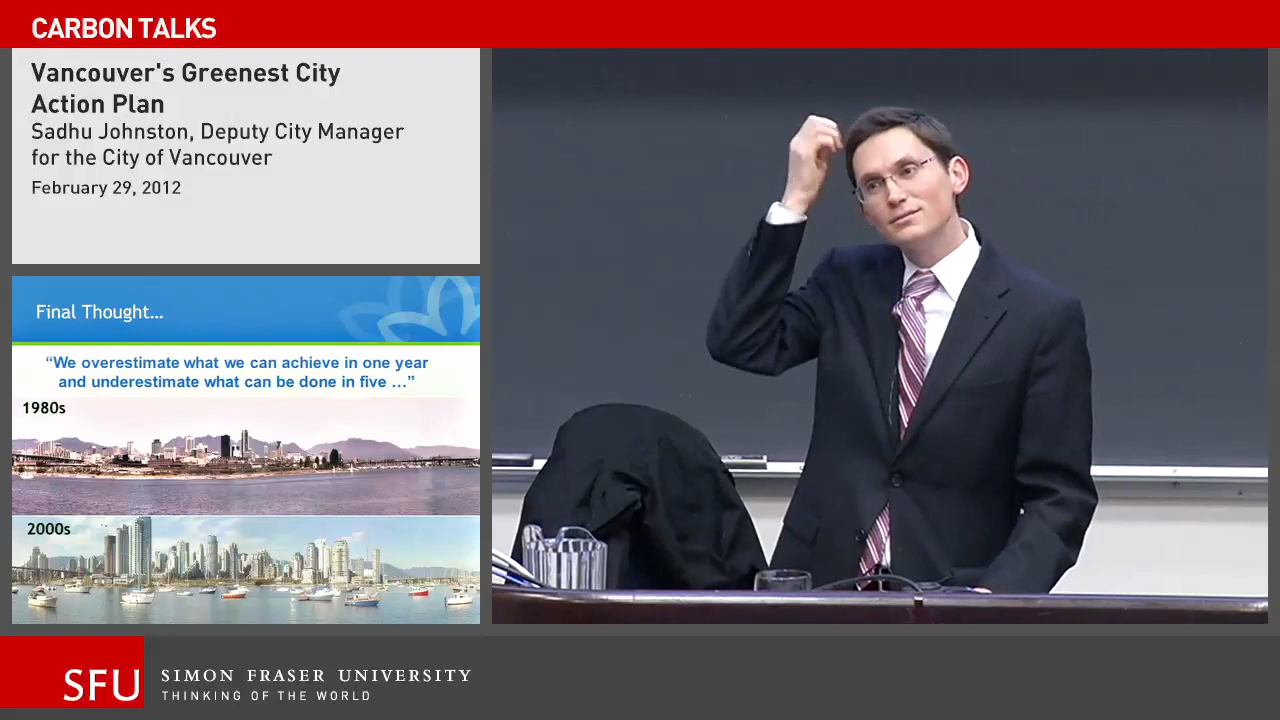 CARBON TALKS
Vancouver's Greenest City
Action Plan
Sadhu Johnston, Deputy City Manager
for the City of Vancouver
February 29, 2012
Final Thought...
“We overestimate what we can achieve in one year
and underestimate what can be done in five ...”
1980s
2000s
SFU
SIMON FRASER UNIVERSITY
THINKING OF THE WORLD